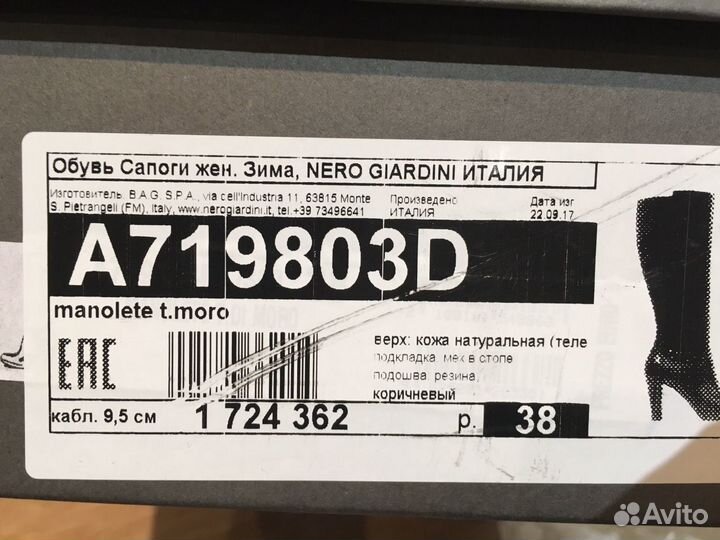 Обувь Сапоги жен. Зима, NERO GIARDINI ИТАЛИЯ
Изготовитель B.A.G. S.P.A., via dell'industria 11, 63815 Monte
S. Pietrangeli (FM), Italy, www.nerogiardini.it, tel.+39 73496641
Произведено
ИТАЛИЯ
Дата изг
22.09.17
A719803D
manolete t.moro
EAC
верх: кожа натуральная (теле
подкладка: мех в стопе
подошва: резина,
коричневый
кабл. 9,5 см
1 724 362
р.
38
Avito